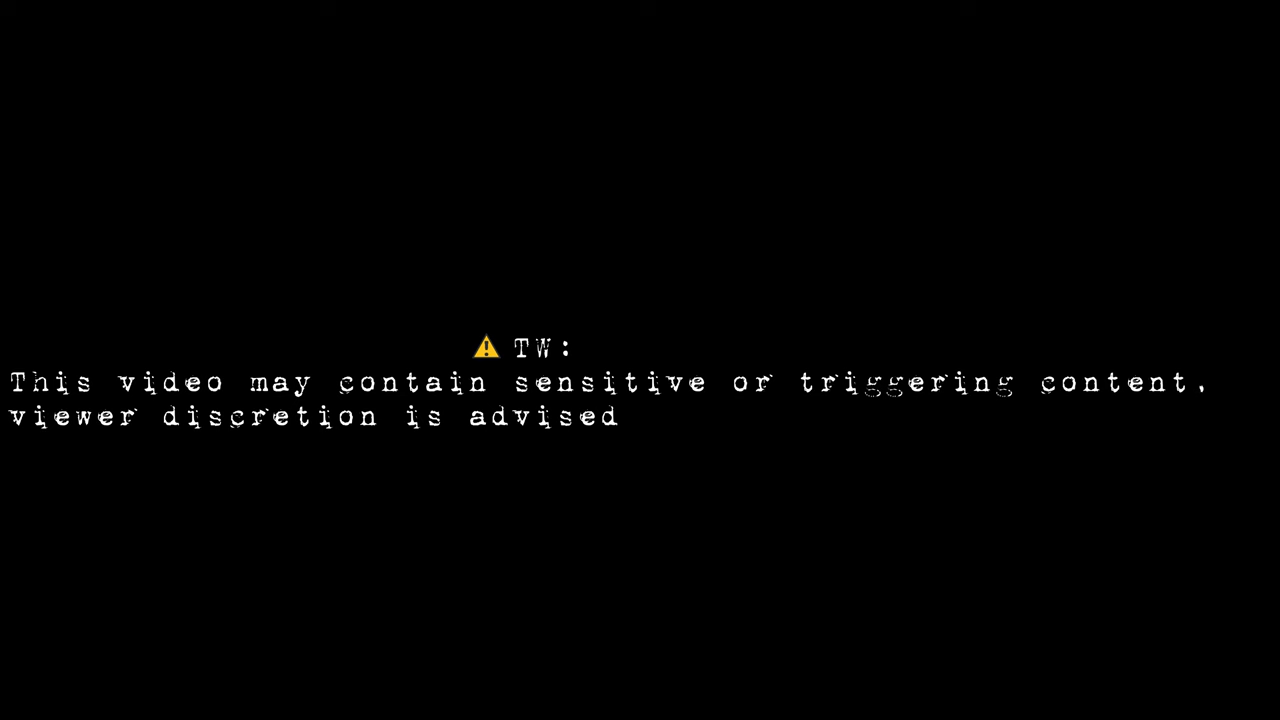 ⚠ TW:
This video may contain sensitive or triggering content,
viewer discretion is advised